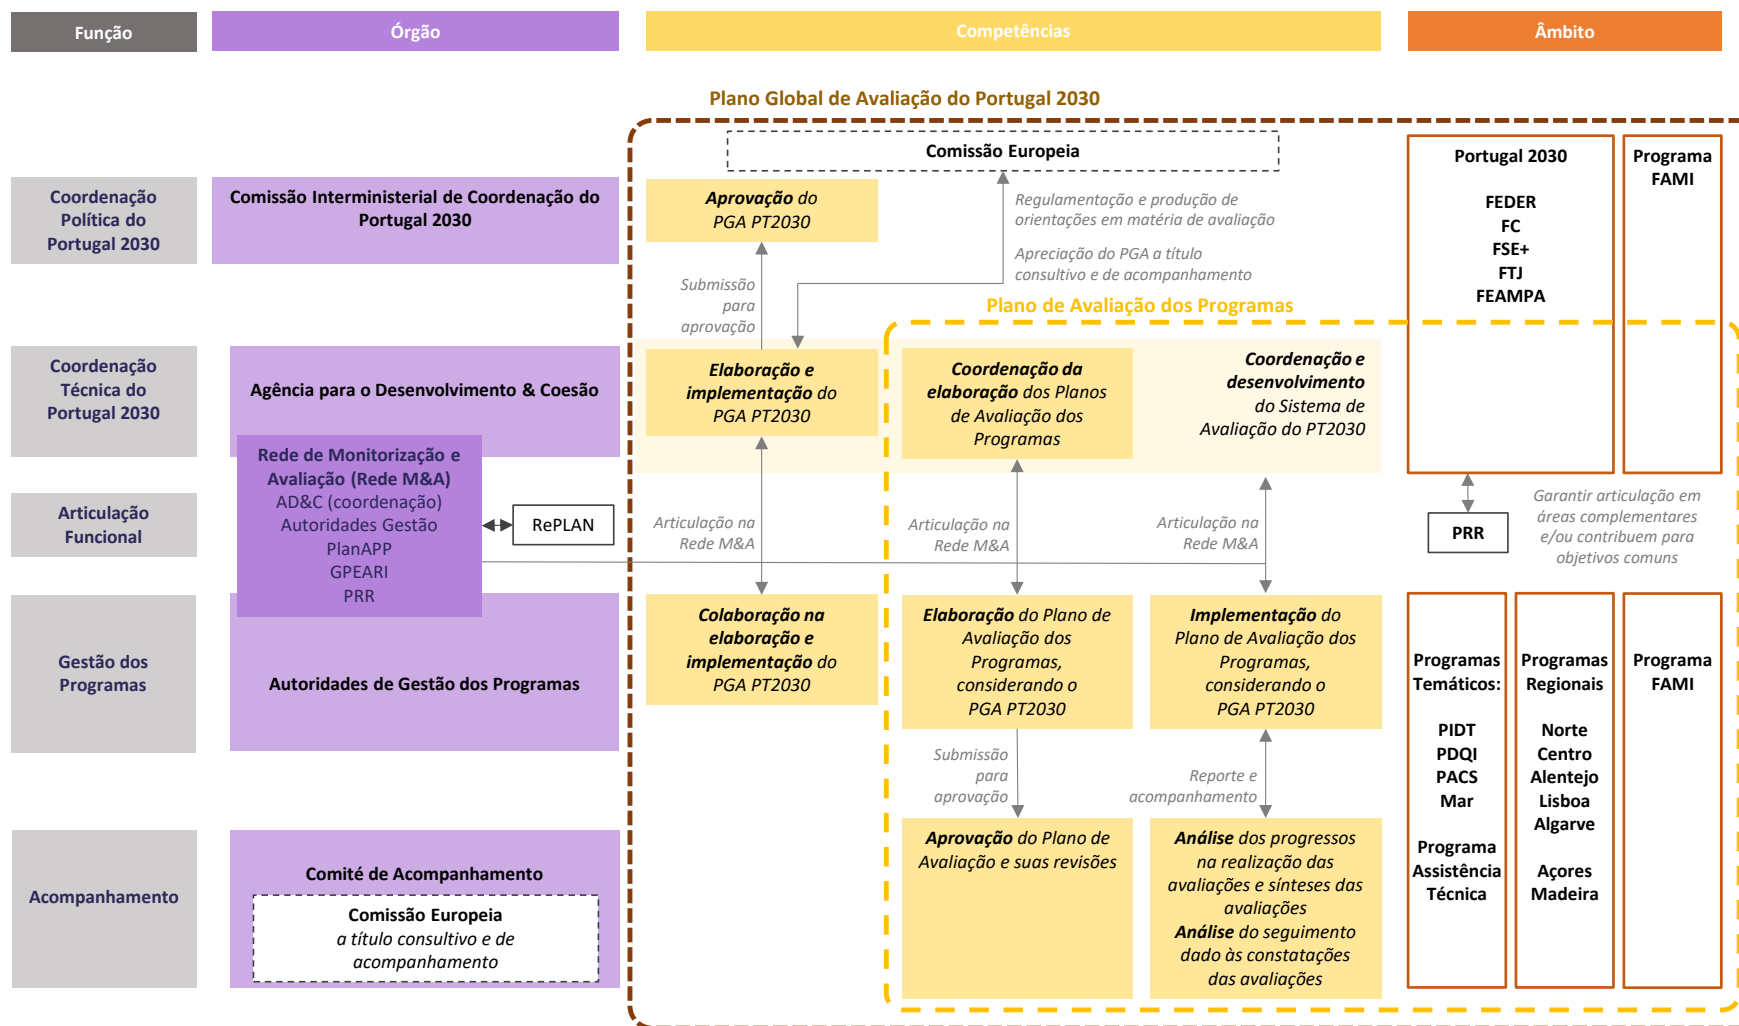 Função
Órgão
Competências
Âmbito
Plano Global de Avaliação do Portugal 2030
Comissão Europeia
Coordenação
Política do
Portugal 2030
Comissão Interministerial de Coordenação do
Portugal 2030
Aprovação do
PGA PT2030
Regulamentação e produção de
orientações em matéria de avaliação
Apreciação do PGA a título
consultivo e de acompanhamento
Submissão
para
aprovação
Portugal 2030
FEDER
FC
FSE+
FTJ
FEAMPA
Programa
FAMI
Plano de Avaliação dos Programas
Coordenação
Técnica do
Portugal 2030
Agência para o Desenvolvimento & Coesão
Elaboração e
implementação do
PGA PT2030
Coordenação da
elaboração dos Planos
de Avaliação dos
Programas
Coordenação e
desenvolvimento
do Sistema de
Avaliação do PT2030
Rede de Monitorização e
Avaliação (Rede M&A)
AD&C (coordenação)
Autoridades Gestão
PlanAPP
GPEARI
PRR
RePLAN
Articulação
Funcional
Articulação na
Rede M&A
Articulação na
Rede M&A
Articulação na
Rede M&A
PRR
Garantir articulação em
áreas complementares
e/ou contribuem para
objetivos comuns
Gestão dos
Programas
Autoridades de Gestão dos Programas
Colaboração na
elaboração e
implementação do
PGA PT2030
Elaboração do Plano de
Avaliação dos
Programas,
considerando o
PGA PT2030
Implementação do
Plano de Avaliação dos
Programas,
considerando o
PGA PT2030
Submissão
para
aprovação
Reporte e
acompanhamento
Programas
Temáticos:
PIDT
PDQI
PACS
Mar
Programa
Assistência
Técnica
Programas
Regionais
Norte
Centro
Alentejo
Lisboa
Algarve
Açores
Madeira
Programa
FAMI
Acompanhamento
Comité de Acompanhamento
Comissão Europeia
a título consultivo e de
acompanhamento
Aprovação do Plano de
Avaliação e suas revisões
Análise dos progressos
na realização das
avaliações e sínteses das
avaliações
Análise do seguimento
dado às constatações
das avaliações